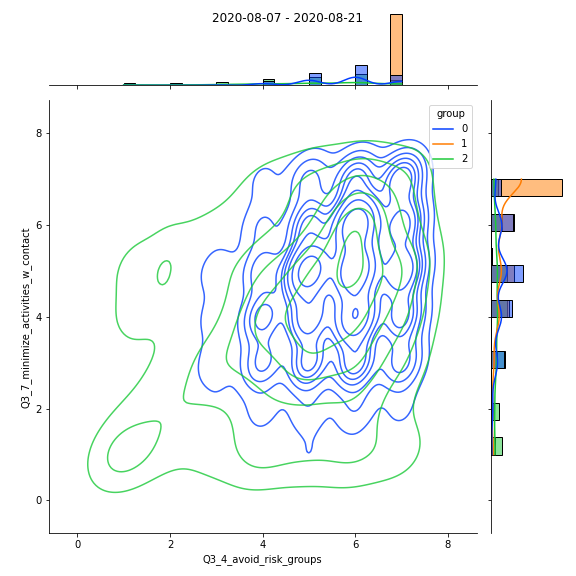 2020-08-07 - 2020-08-21
group
0
1
2
8
6
4
2
0
Q3_7_minimize_activities_w_contact
0 2 4 6 8
Q3_4_avoid_risk_groups